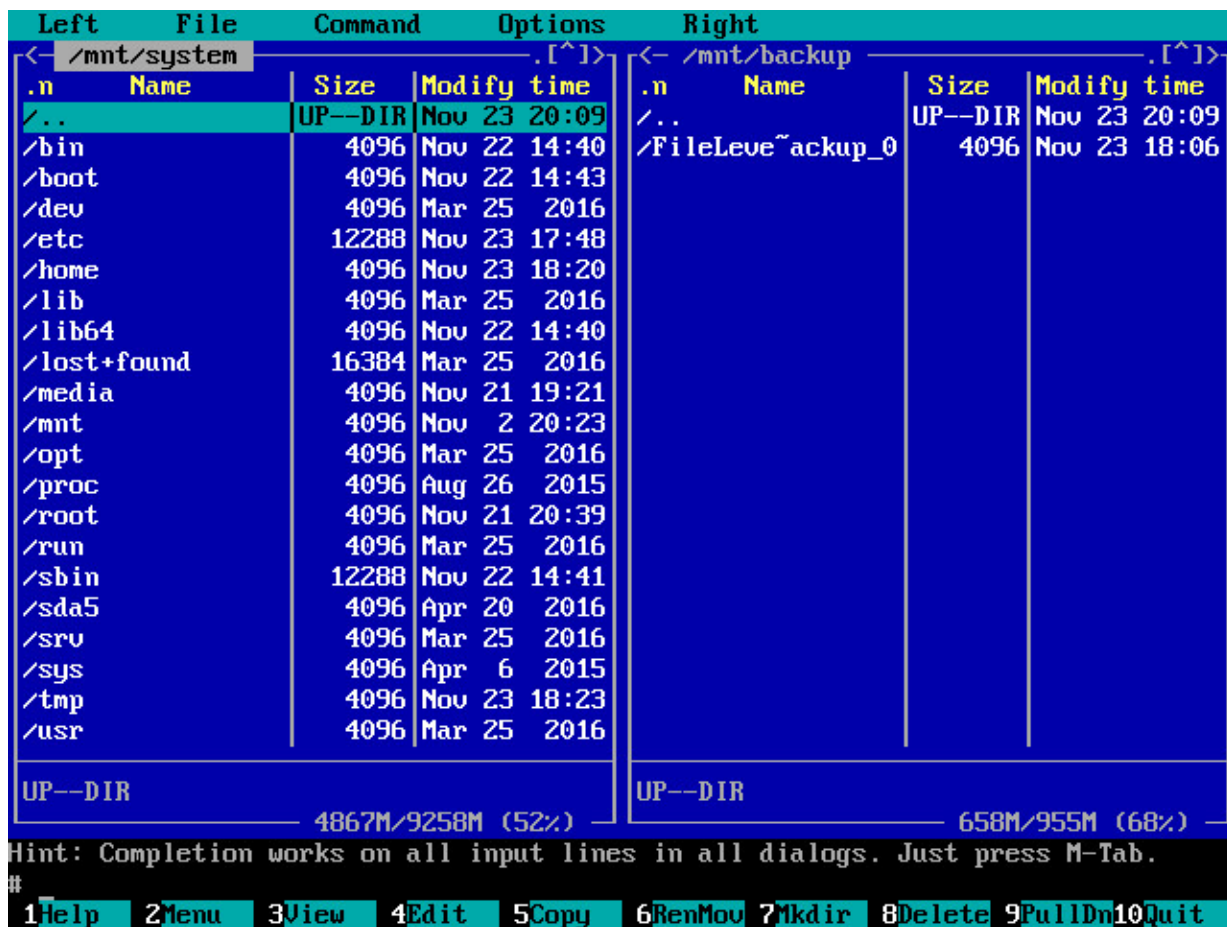 Left File Command Options Right
<─ /mnt/system .[^]> <─ /mnt/backup .[^]>
.n Name Size Modify time .n Name Size Modify time
/.. UP--DIR Nov 23 20:09 /.. UP--DIR Nov 23 20:09
/bin 4096 Nov 22 14:40 /FileLeve~ackup_0 4096 Nov 23 18:06
/boot 4096 Nov 22 14:43
/dev 4096 Mar 25 2016
/etc 12288 Nov 23 17:48
/home 4096 Nov 23 18:20
/lib 4096 Mar 25 2016
/lib64 4096 Nov 22 14:40
/lost+found 16384 Mar 25 2016
/media 4096 Nov 21 19:21
/mnt 4096 Nov 2 20:23
/opt 4096 Mar 25 2016
/proc 4096 Aug 26 2015
/root 4096 Nov 21 20:39
/run 4096 Mar 25 2016
/sbin 12288 Nov 22 14:41
/sda5 4096 Apr 20 2016
/srv 4096 Mar 25 2016
/sys 4096 Apr 6 2015
/tmp 4096 Nov 23 18:23
/usr 4096 Mar 25 2016
UP--DIR UP--DIR
4867M/9258M (52%) 658M/955M (68%)
Hint: Completion works on all input lines in all dialogs. Just press M-Tab.
# _
1Help 2Menu 3View 4Edit 5Copy 6RenMov 7Mkdir 8Delete 9PullDn 10Quit